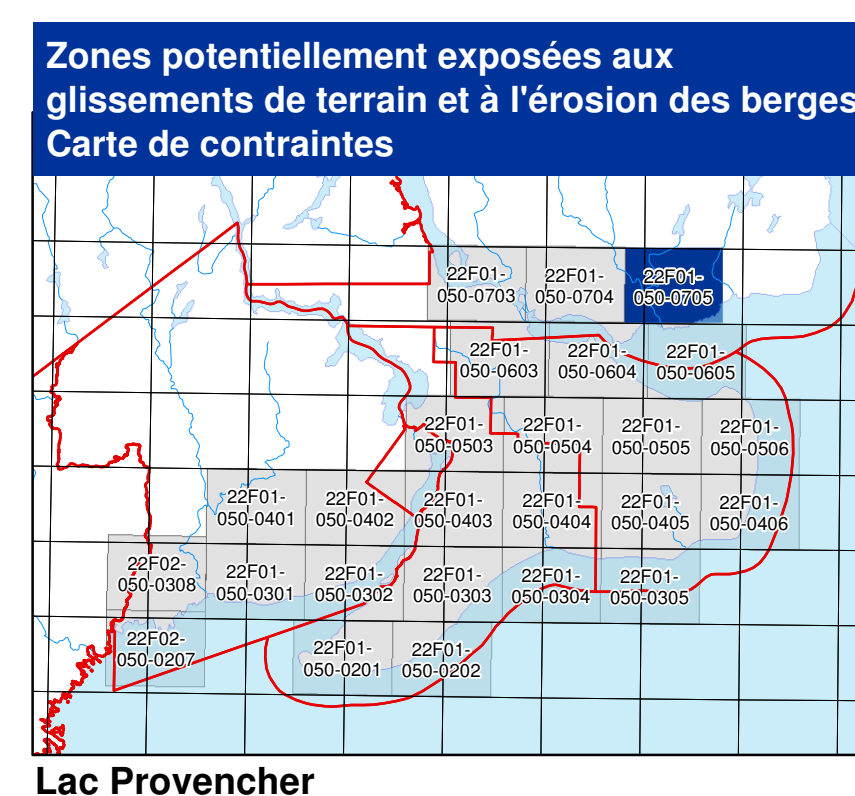 Zones potentiellement exposées aux
glissements de terrain et à l'érosion des berges
Carte de contraintes
22F01-
050-0703
22F01-
050-0704
22F01-
050-0705
22F01-
050-0603
22F01-
050-0604
22F01-
050-0605
22F01-
050-0503
22F01-
050-0504
22F01-
050-0505
22F01-
050-0506
22F01-
050-0401
22F01-
050-0402
22F01-
050-0403
22F01-
050-0404
22F01-
050-0405
22F01-
050-0406
22F02-
050-0308
22F01-
050-0301
22F01-
050-0302
22F01-
050-0303
22F01-
050-0304
22F01-
050-0305
22F02-
050-0207
22F01-
050-0201
22F01-
050-0202
Lac Provencher